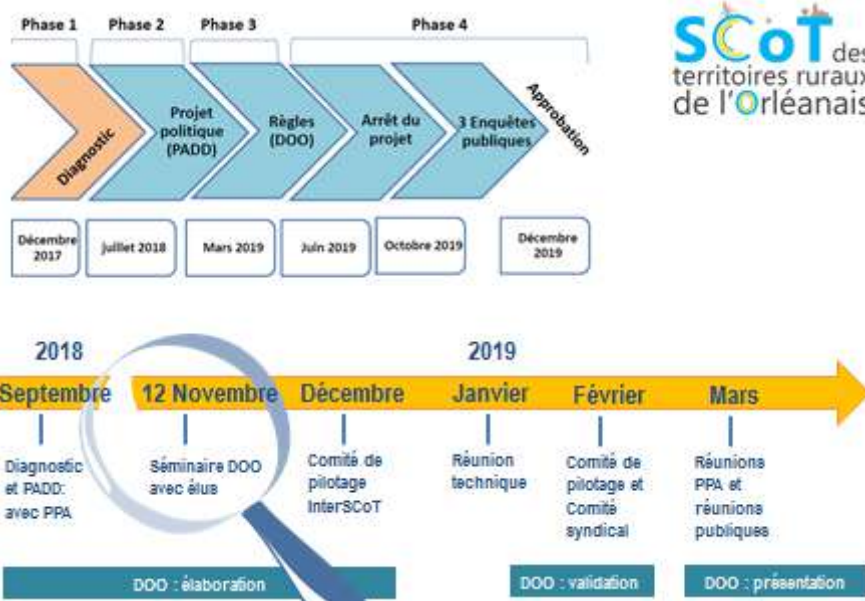 Phase 1 Phase 2 Phase 3 Phase 4
SCoT des
territoires ruraux
de l'Orléanais
Diagnostic
Projet
politique
(PADD)
Règles
(DOO)
Arrêt du
projet
3 Enquêtes
publiques
Approbation
Décembre
2017
Juillet 2018
Mars 2019
Juin 2019
Octobre 2019
Décembre
2019
2018 2019
Septembre 12 Novembre Décembre Janvier Février Mars
Diagnostic
et PADD:
avec PPA
Séminaire DOO
avec élus
Comité de
pilotage
InterSCoT
Réunion
technique
Comité de
pilotage et
Comité
syndical
Réunions
PPA et
réunions
publiques
DOO : élaboration DOO : validation DOO : présentation